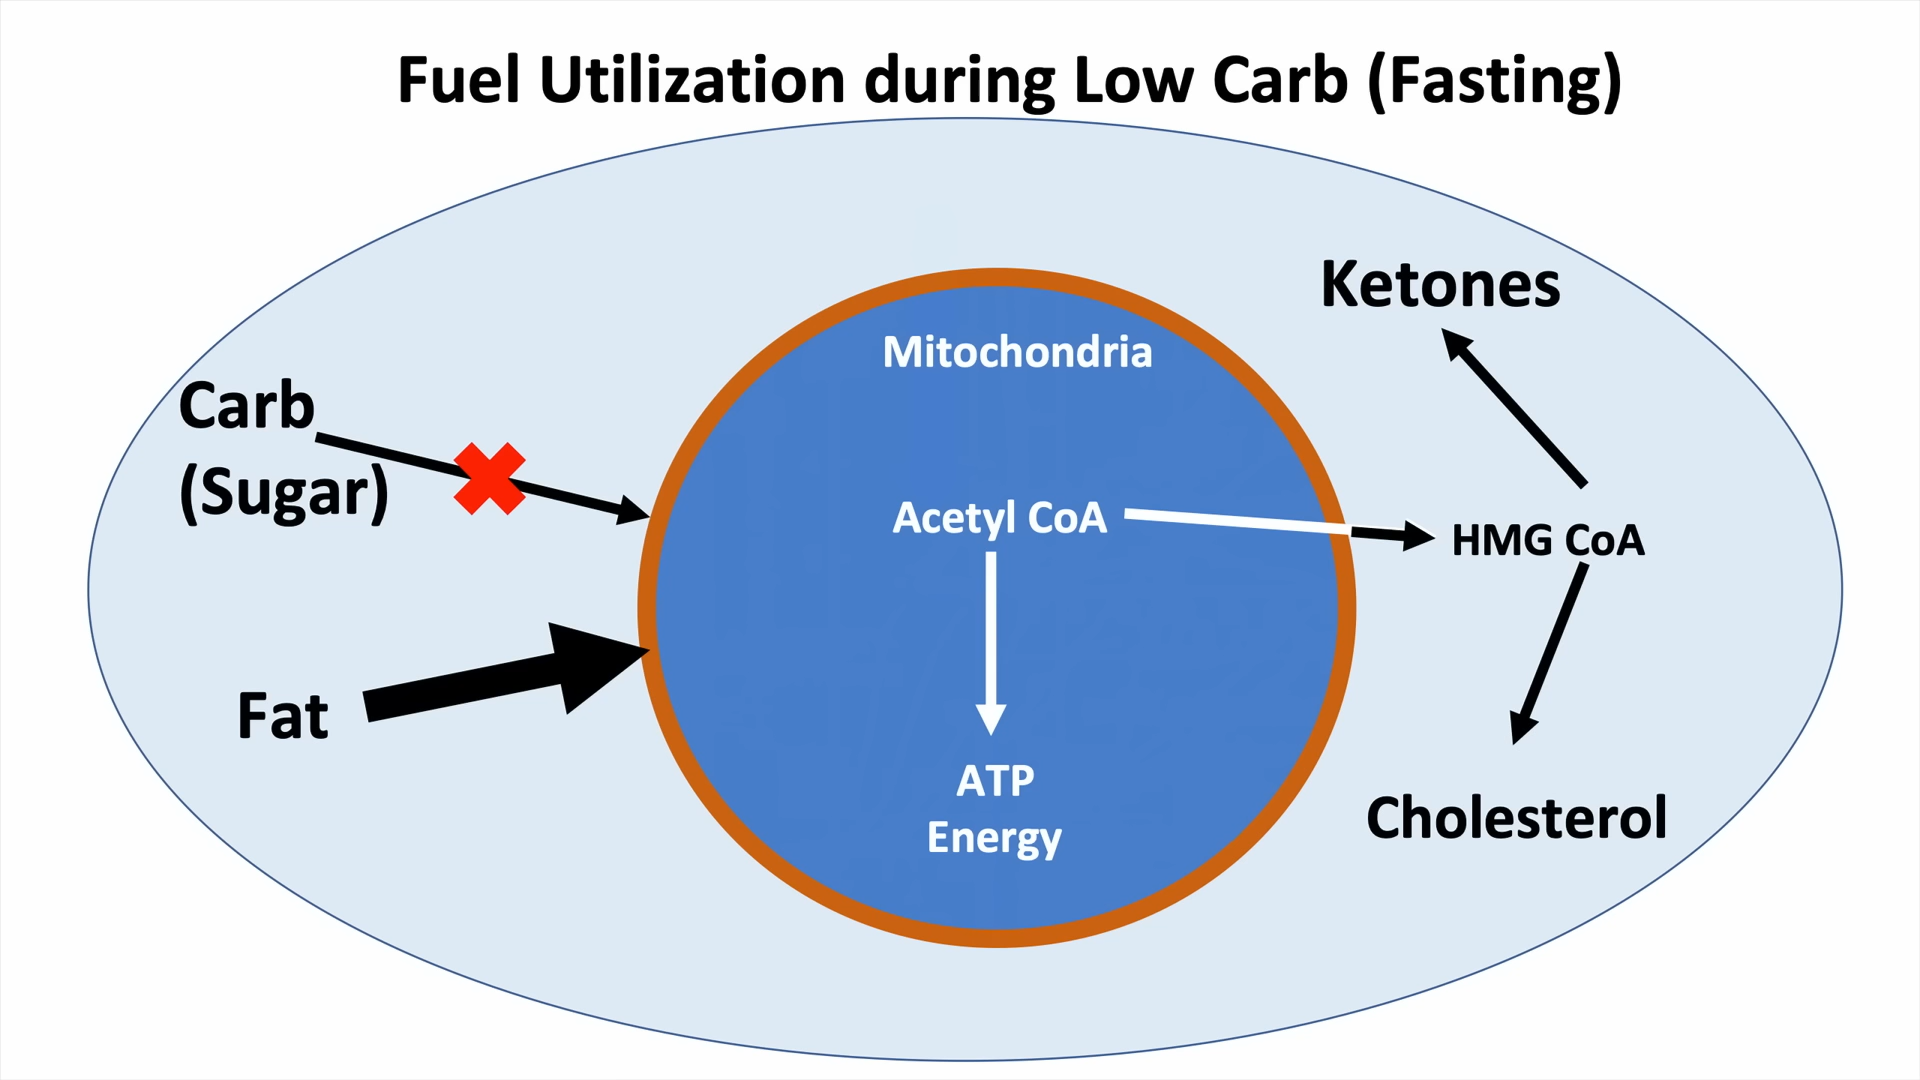 Fuel Utilization during Low Carb (Fasting)
Carb
(Sugar)
Fat
Mitochondria
Acetyl CoA
ATP
Energy
Ketones
HMG CoA
Cholesterol